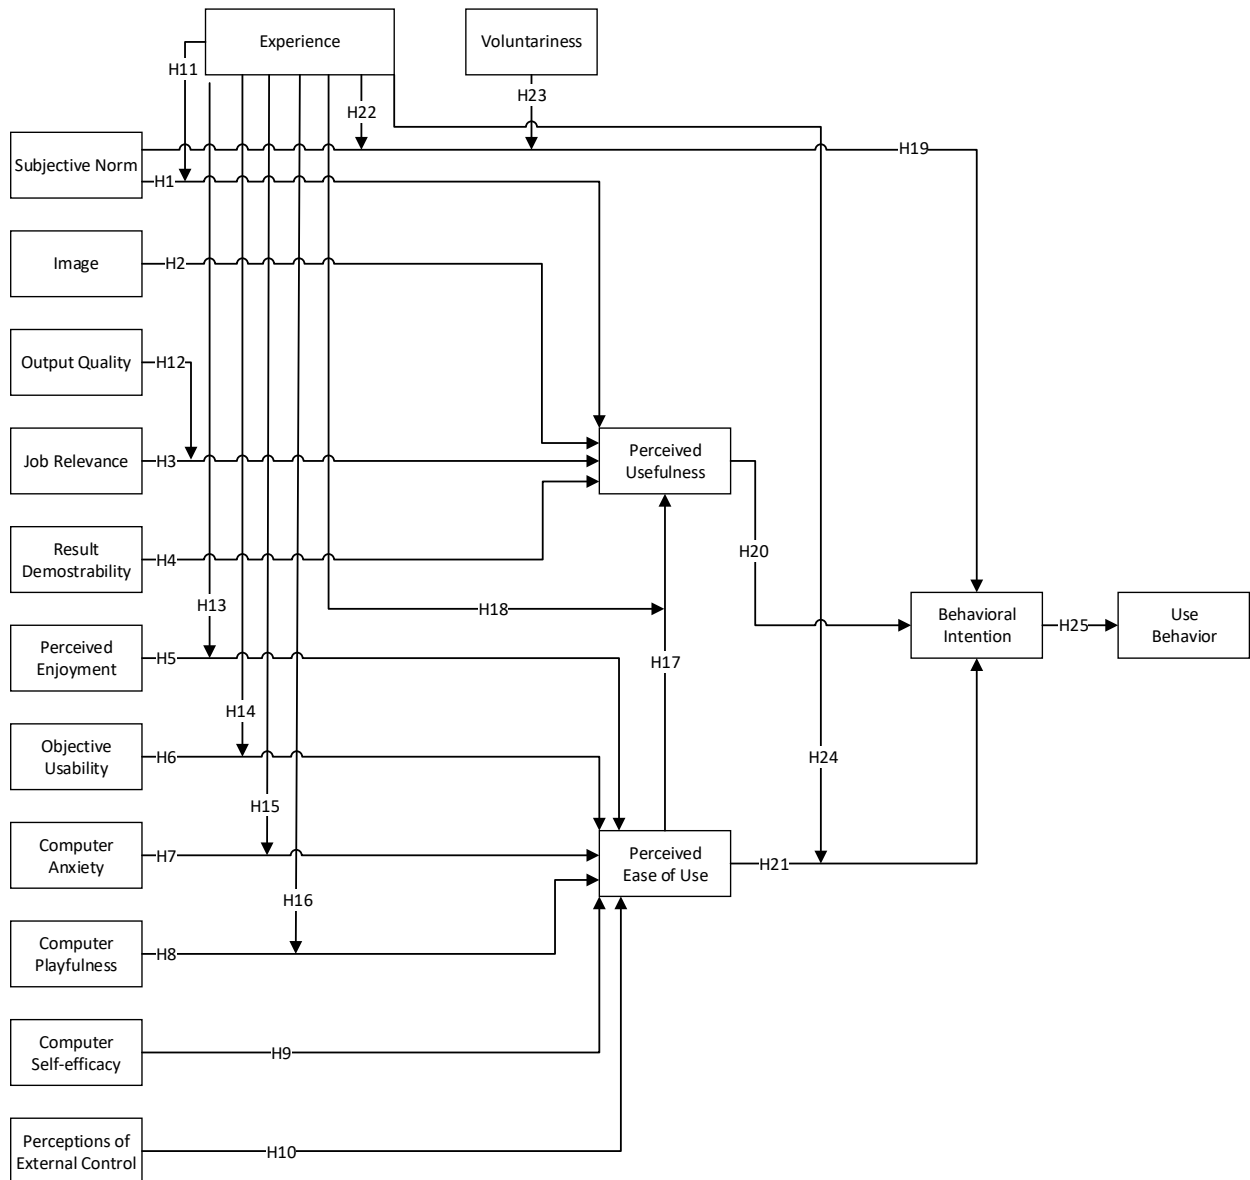 Experience
Voluntariness
H11
H22
H23
Subjective Norm
H1
H19
Image
H2
Output Quality
H12
Job Relevance
H3
Perceived
Usefulness
Result
Demostrability
H4
H20
H13
H18
Behavioral
Intention
H25
Use
Behavior
Perceived
Enjoyment
H5
H17
H14
Objective
Usability
H6
H24
H15
Computer
Anxiety
H7
Perceived
Ease of Use
H21
H16
Computer
Playfulness
H8
Computer
Self-efficacy
H9
Perceptions of
External Control
H10